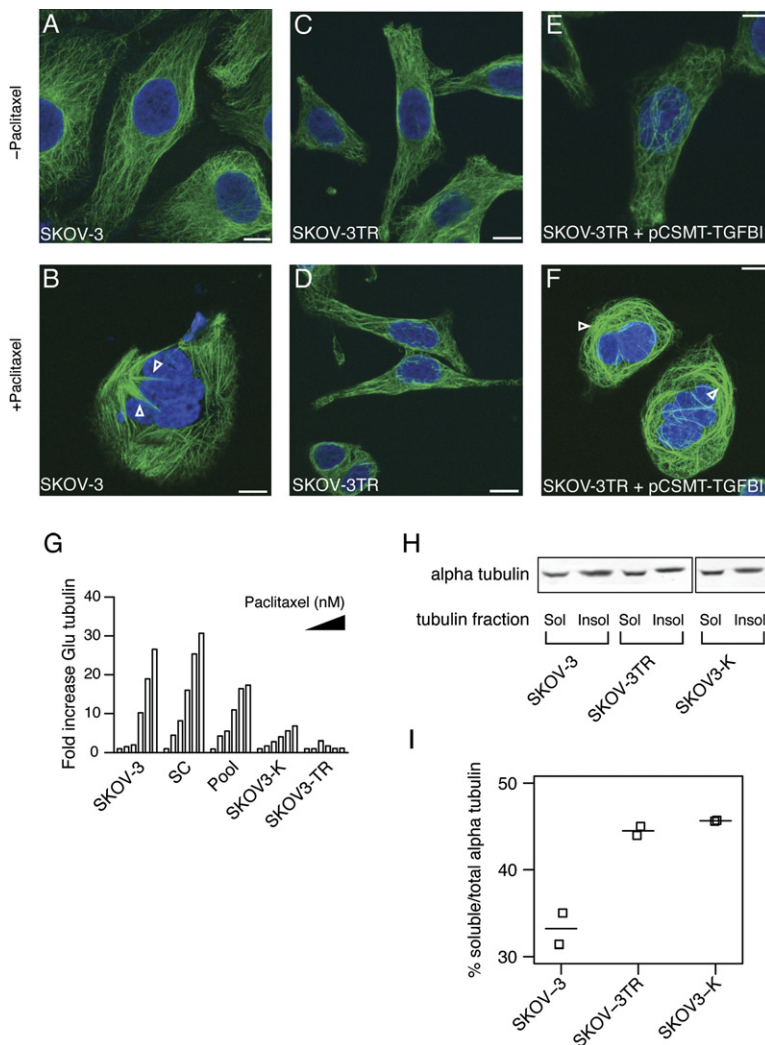 A
C
E
–Paclitaxel
SKOV-3
SKOV-3TR
SKOV-3TR + pCSMT-TGFBI
B
D
F
+Paclitaxel
SKOV-3
SKOV-3TR
SKOV-3TR + pCSMT-TGFBI
G
Fold increase Glu tubulin
Paclitaxel (nM)
40
30
20
10
0
SKOV-3
SC
Pool
SKOV3-K
SKOV3-TR
H
alpha tubulin
tubulin fraction
Sol Insol Sol Insol Sol Insol
SKOV-3
SKOV-3TR
SKOV3-K
I
% soluble/total alpha tubulin
50
40
30
SKOV–3
SKOV–3TR
SKOV3–K